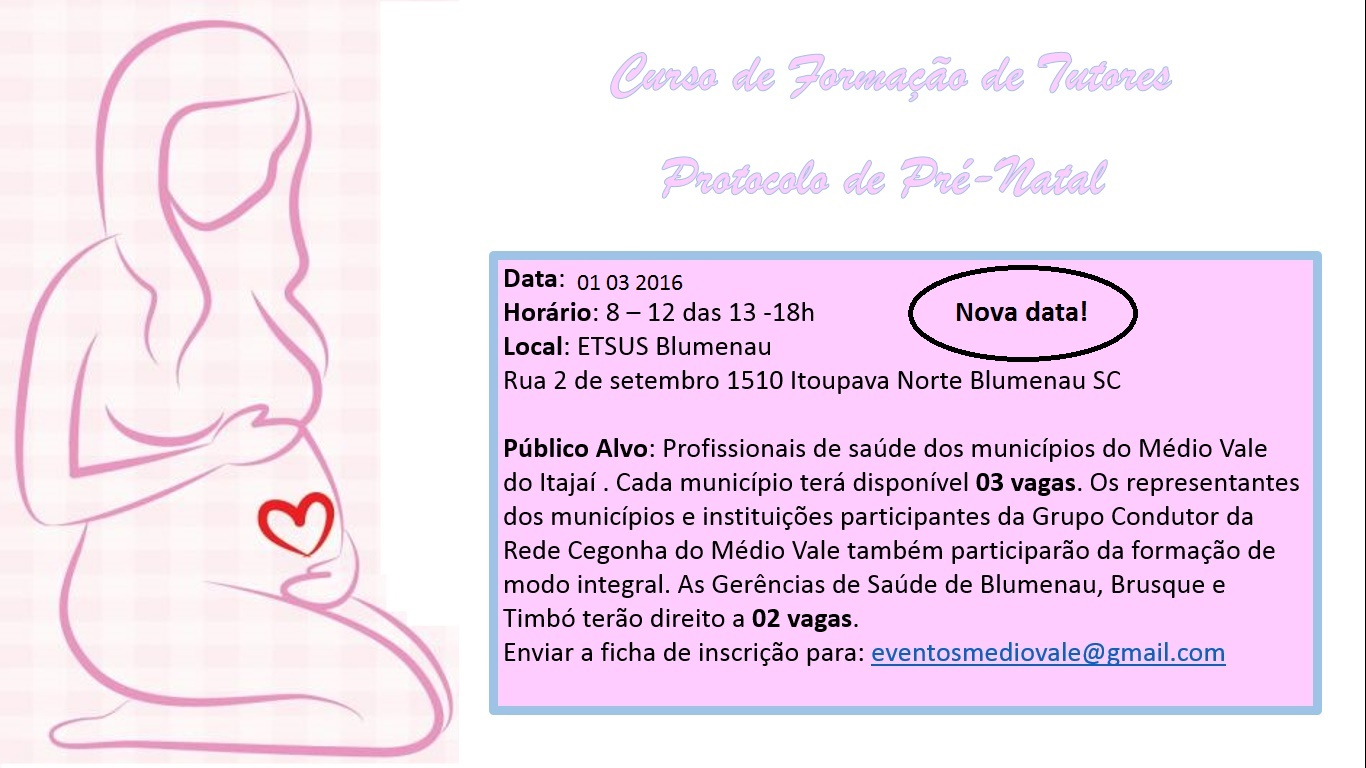 Curso de Formação de Tutores
Protocolo de Pré-Natal
Data: 01 03 2016
Horário: 8 – 12 das 13 -18h
Nova data!
Local: ETSUS Blumenau
Rua 2 de setembro 1510 Itoupava Norte Blumenau SC
Público Alvo: Profissionais de saúde dos municípios do Médio Vale
do Itajaí . Cada município terá disponível 03 vagas. Os representantes
dos municípios e instituições participantes da Grupo Condutor da
Rede Cegonha do Médio Vale também participarão da formação de
modo integral. As Gerências de Saúde de Blumenau, Brusque e
Timbó terão direito a 02 vagas.
Enviar a ficha de inscrição para: eventosmediovale@gmail.com